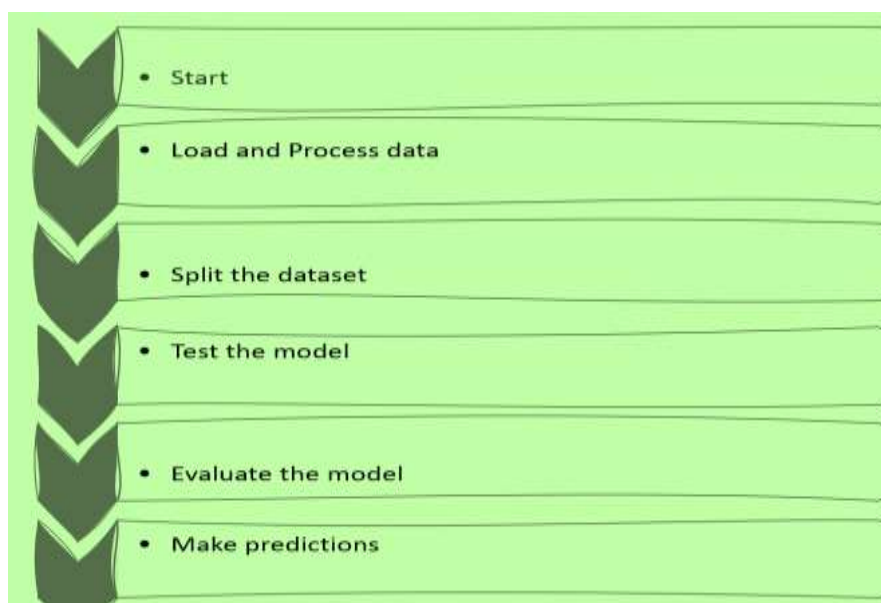 • Start
• Load and Process data
• Split the dataset
• Test the model
• Evaluate the model
• Make predictions